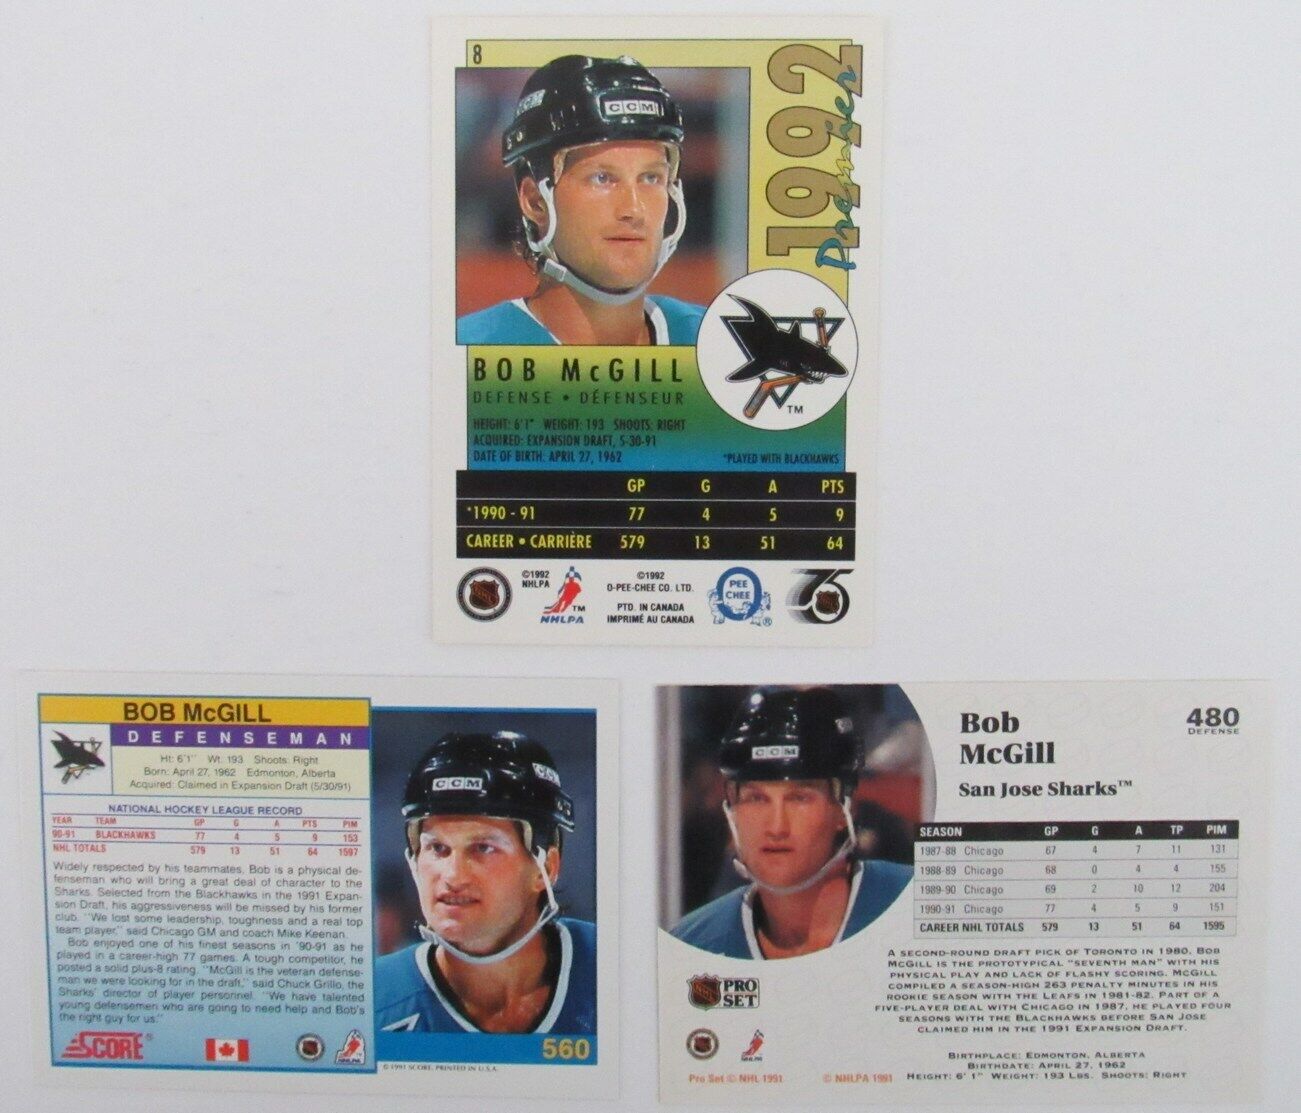 8
1992
Premier
CCM
BOB McGILL
DEFENSE • DÉFENSEUR
HEIGHT: 6'1" WEIGHT: 193 SHOOTS: RIGHT
ACQUIRED: EXPANSION DRAFT, 5-30-91
DATE OF BIRTH: APRIL 27, 1962
*PLAYED WITH BLACKHAWKS
TM
GP G A PTS
*1990 - 91 77 4 5 9
CAREER • CARRIÈRE 579 13 51 64
NHL
©1992
NHLPA
TM
NHLPA
©1992
O-PEE-CHEE CO. LTD.
PTD. IN CANADA
IMPRIMÉ AU CANADA
PEE
CHEE
®
75
BOB McGILL
DEFENSEMAN
Ht: 6'1" Wt: 193 Shoots: Right
Born: April 27, 1962 Edmonton, Alberta
Acquired: Claimed in Expansion Draft (5/30/91)
NATIONAL HOCKEY LEAGUE RECORD
YEAR TEAM GP G A PTS PIM
90-91 BLACKHAWKS 77 4 5 9 153
NHL TOTALS 579 13 51 64 1597
Widely respected by his teammates, Bob is a physical de-
fenseman who will bring a great deal of character to the
Sharks. Selected from the Blackhawks in the 1991 Expan-
sion Draft, his aggressiveness will be missed by his former
club. "We lost some leadership, toughness and a real top
team player," said Chicago GM and coach Mike Keenan.
Bob enjoyed one of his finest seasons in '90-91 as he
played in a career-high 77 games. A tough competitor, he
posted a solid plus-8 rating. "McGill is the veteran defense-
man we were looking for in the draft," said Chuck Grillo, the
Sharks' director of player personnel. "We have talented
young defensemen who are going to need help and Bob's
the right guy for us."
SCORE®
NHLPA
CCM
560
© 1991 SCORE, PRINTED IN U.S.A.
CCM
Bob
McGill
480
DEFENSE
San Jose Sharks™
SEASON GP G A TP PIM
1987-88 Chicago 67 4 7 11 131
1988-89 Chicago 68 0 4 4 155
1989-90 Chicago 69 2 10 12 204
1990-91 Chicago 77 4 5 9 151
CAREER NHL TOTALS 579 13 51 64 1595
A SECOND-ROUND DRAFT PICK OF TORONTO IN 1980, BOB
MCGILL IS THE PROTOTYPICAL "SEVENTH MAN" WITH HIS
PHYSICAL PLAY AND LACK OF FLASHY SCORING. MCGILL
COMPILED A SEASON-HIGH 263 PENALTY MINUTES IN HIS
ROOKIE SEASON WITH THE LEAFS IN 1981-82. PART OF A
FIVE-PLAYER DEAL WITH CHICAGO IN 1987, HE PLAYED FOUR
SEASONS WITH THE BLACKHAWKS BEFORE SAN JOSE
CLAIMED HIM IN THE 1991 EXPANSION DRAFT.
NHL PRO
SET
BIRTHPLACE: EDMONTON, ALBERTA
BIRTHDATE: APRIL 27, 1962
HEIGHT: 6' 1" WEIGHT: 193 LBS. SHOOTS: RIGHT
Pro Set © NHL 1991
© NHLPA 1991